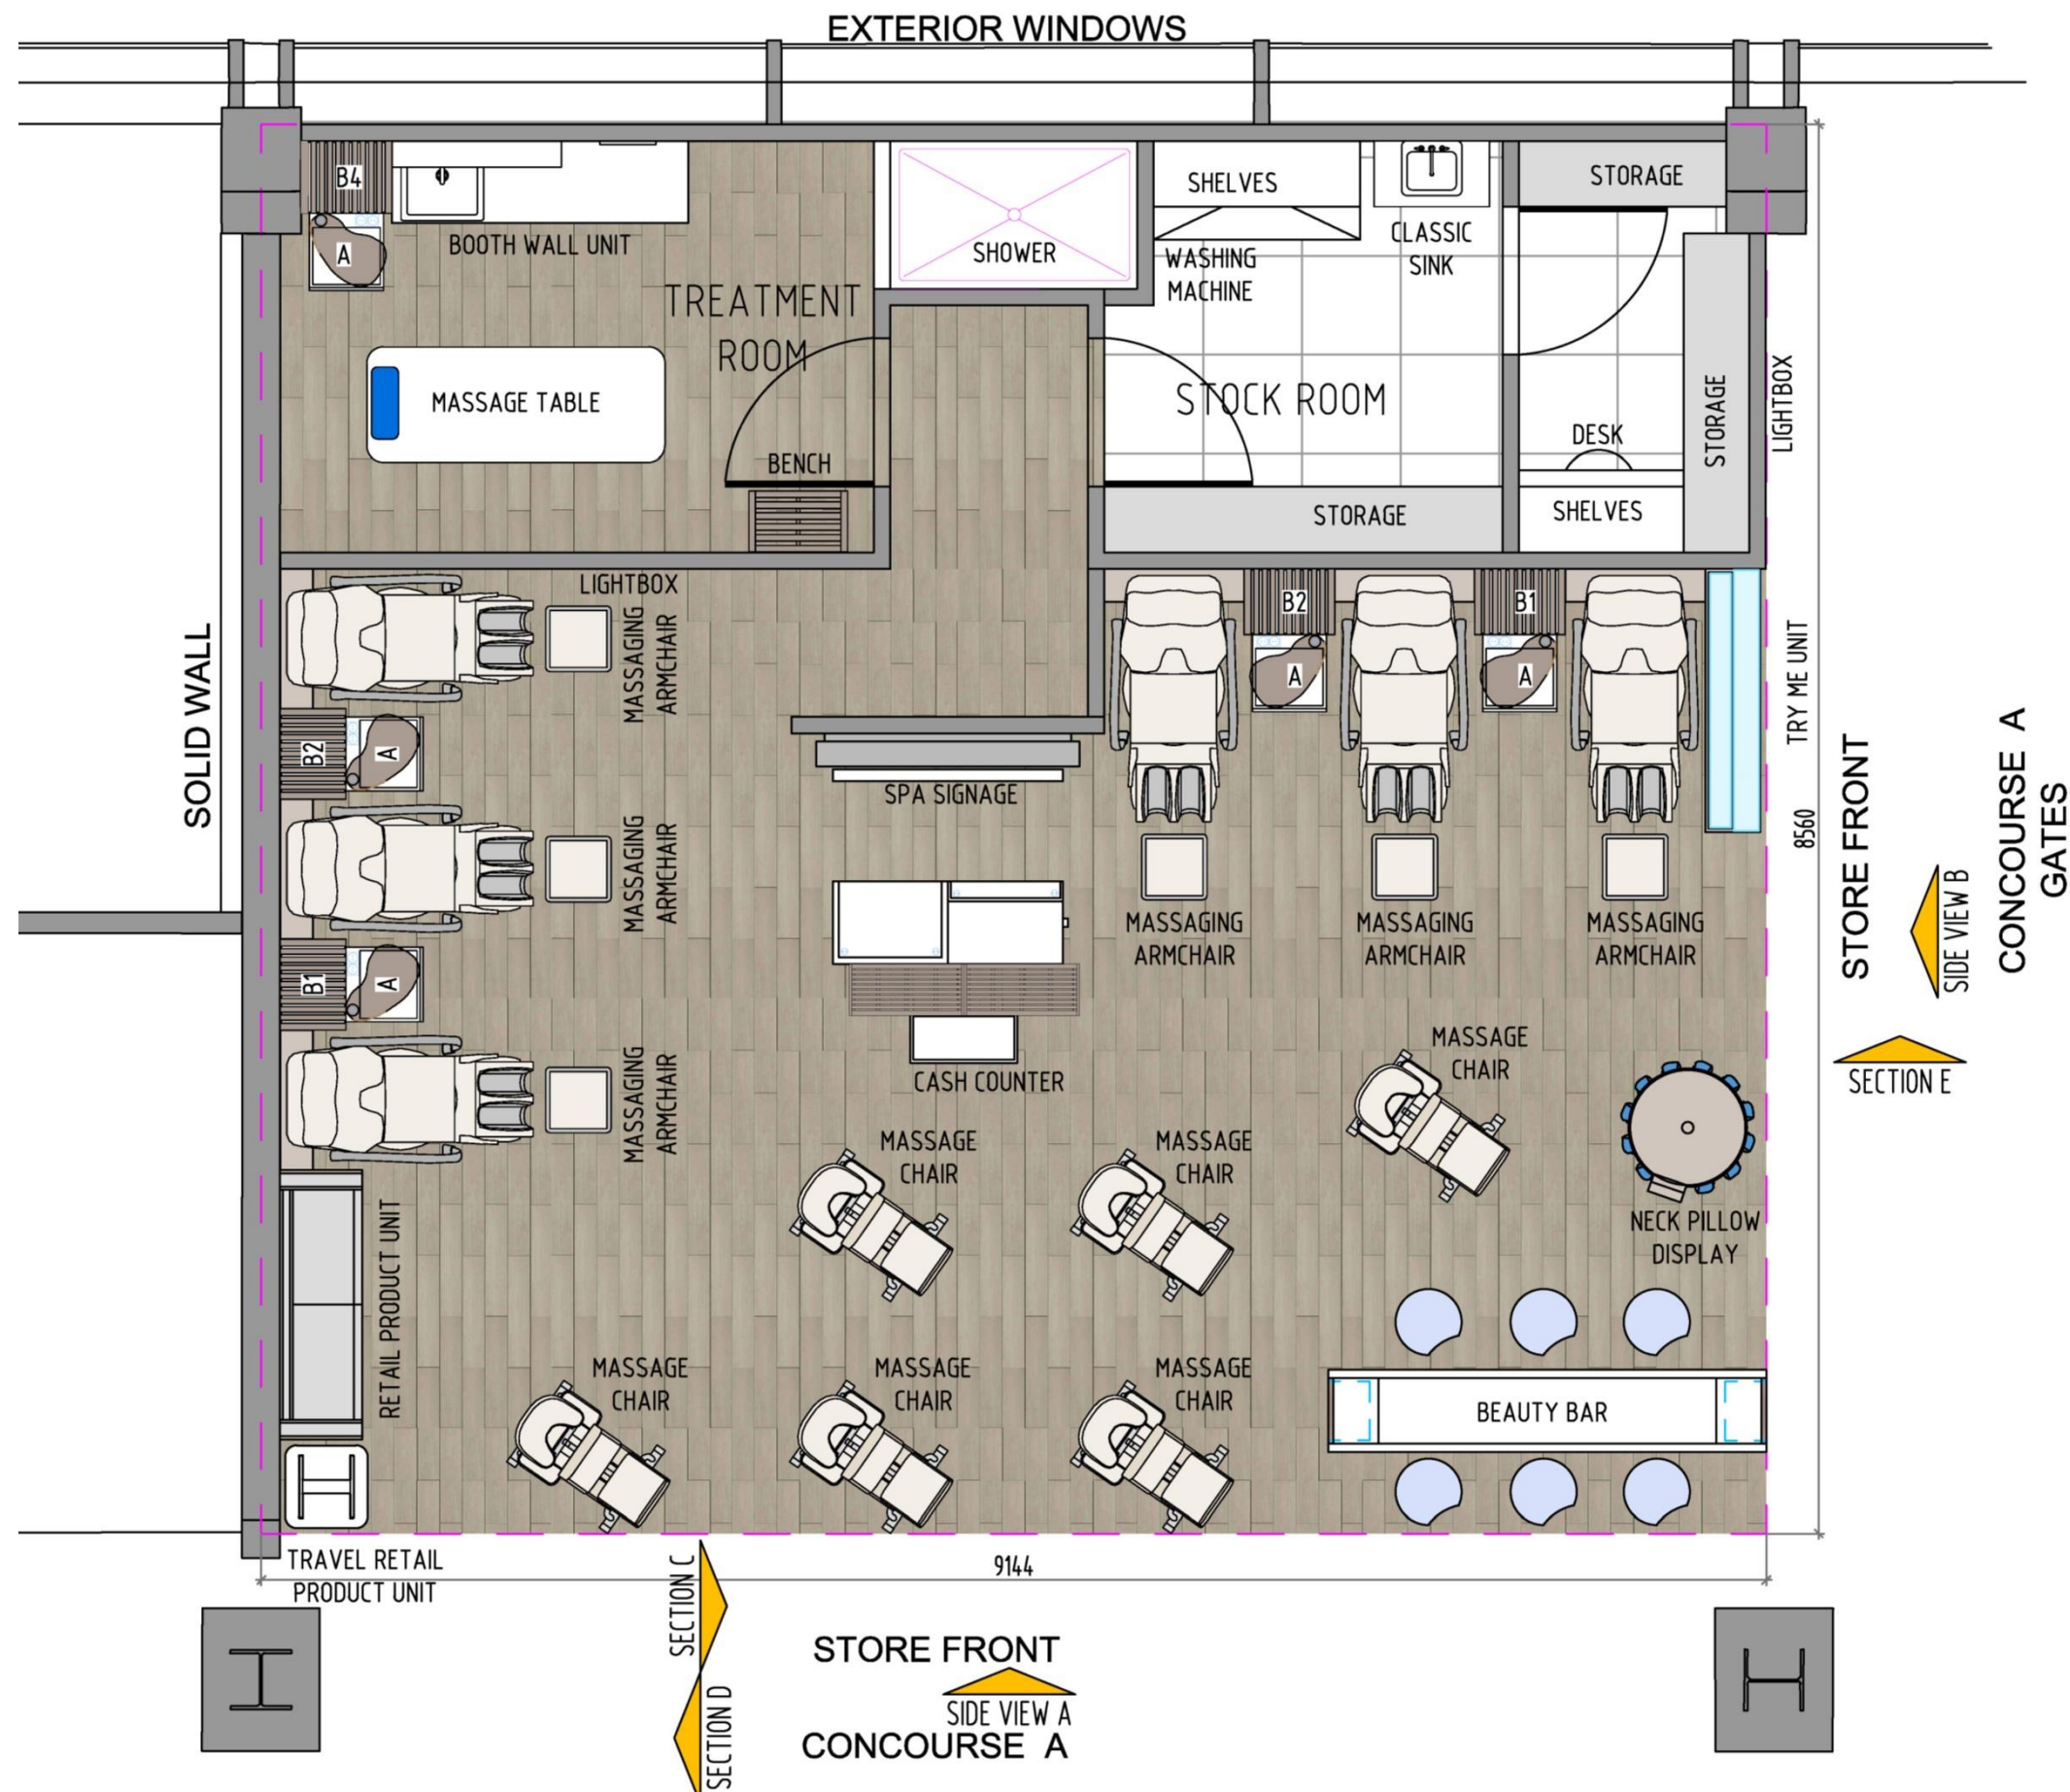 EXTERIOR WINDOWS
B4
A
BOOTH WALL UNIT
SHOWER
SHELVES
WASHING
MACHINE
CLASSIC
SINK
STORAGE
TREATMENT
ROOM
MASSAGE TABLE
BENCH
STOCK ROOM
DESK
STORAGE
LIGHTBOX
STORAGE
SHELVES
SOLID WALL
LIGHTBOX
MASSAGING
ARMCHAIR
B2
A
MASSAGING
ARMCHAIR
B1
A
MASSAGING
ARMCHAIR
SPA SIGNAGE
CASH COUNTER
B2
A
B1
A
MASSAGING
ARMCHAIR
MASSAGING
ARMCHAIR
MASSAGING
ARMCHAIR
TRY ME UNIT
8560
STORE FRONT
SIDE VIEW B
CONCOURSE A
GATES
SECTION E
MASSAGE
CHAIR
MASSAGE
CHAIR
MASSAGE
CHAIR
NECK PILLOW
DISPLAY
RETAIL PRODUCT UNIT
MASSAGE
CHAIR
MASSAGE
CHAIR
MASSAGE
CHAIR
BEAUTY BAR
TRAVEL RETAIL
PRODUCT UNIT
9144
SECTION C
SECTION D
STORE FRONT
SIDE VIEW A
CONCOURSE A